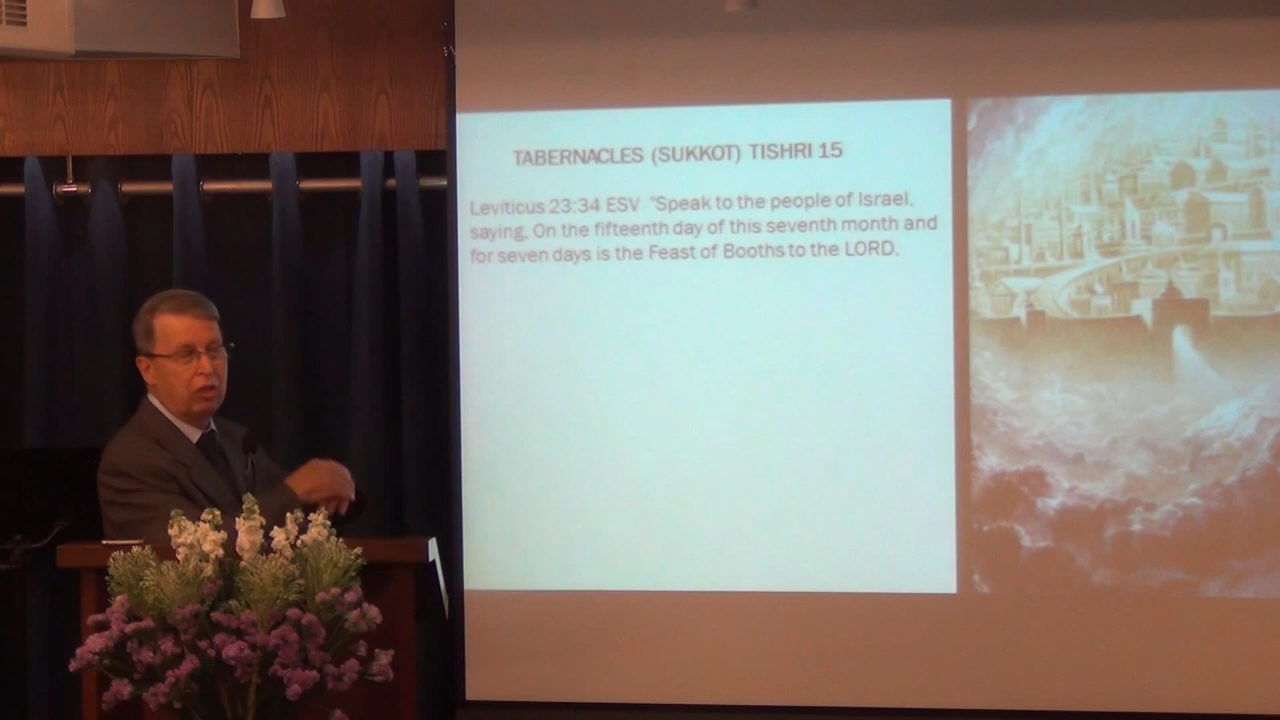 TABERNACLES (SUKKOT) TISHRI 15
Leviticus 23:34 ESV "Speak to the people of Israel,
saying, On the fifteenth day of this seventh month and
for seven days is the Feast of Booths to the LORD.